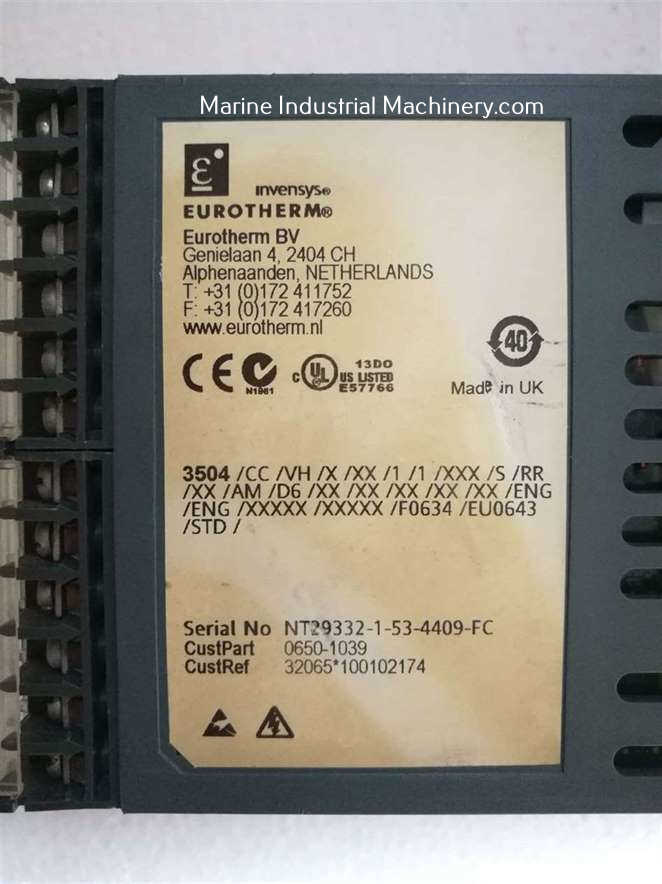 Marine Industrial Machinery.com
invensys®
EUROTHERM®
Eurotherm BV
Genielaan 4, 2404 CH
Alphenaanden, NETHERLANDS
T: +31 (0)172 411752
F: +31 (0)172 417260
www.eurotherm.nl
CE N1961 c UL US LISTED 13DO E57766
40
Made in UK
3504 /CC /VH /X /XX /1 /1 /XXX /S /RR
/XX /AM /D6 /XX /XX /XX /XX /XX /ENG
/ENG /XXXXX /XXXXX /F0634 /EU0643
/STD /
Serial No NT29332-1-53-4409-FC
CustPart 0650-1039
CustRef 32065*100102174